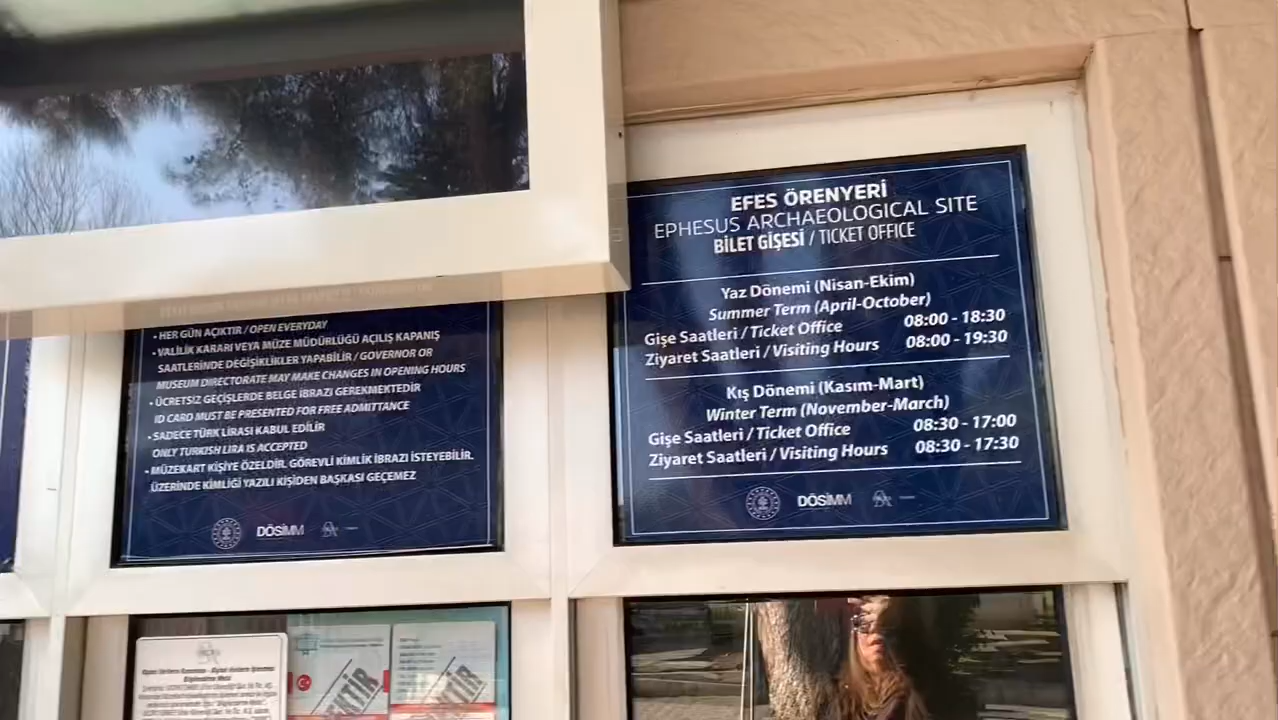 • HER GÜN AÇIKTIR / OPEN EVERYDAY
• VALİLİK KARARI VEYA MÜZE MÜDÜRLÜĞÜ AÇILIŞ KAPANIŞ
SAATLERİNDE DEĞİŞİKLİKLER YAPABİLİR / GOVERNOR OR
MUSEUM DIRECTORATE MAY MAKE CHANGES IN OPENING HOURS
• ÜCRETSİZ GEÇİŞLERDE BELGE İBRAZI GEREKMEKTEDİR
ID CARD MUST BE PRESENTED FOR FREE ADMITTANCE
• SADECE TÜRK LİRASI KABUL EDİLİR
ONLY TURKISH LIRA IS ACCEPTED
• MÜZEKART KİŞİYE ÖZELDİR. GÖREVLİ KİMLİK İBRAZI İSTEYEBİLİR.
ÜZERİNDE KİMLİĞİ YAZILI KİŞİDEN BAŞKASI GEÇEMEZ
DÖSİMM
EFES ÖRENYERİ
EPHESUS ARCHAEOLOGICAL SITE
BİLET GİŞESİ / TICKET OFFICE
Yaz Dönemi (Nisan-Ekim)
Summer Term (April-October)
Gişe Saatleri / Ticket Office 08:00 - 18:30
Ziyaret Saatleri / Visiting Hours 08:00 - 19:30
Kış Dönemi (Kasım-Mart)
Winter Term (November-March)
Gişe Saatleri / Ticket Office 08:30 - 17:00
Ziyaret Saatleri / Visiting Hours 08:30 - 17:30
DÖSİMM